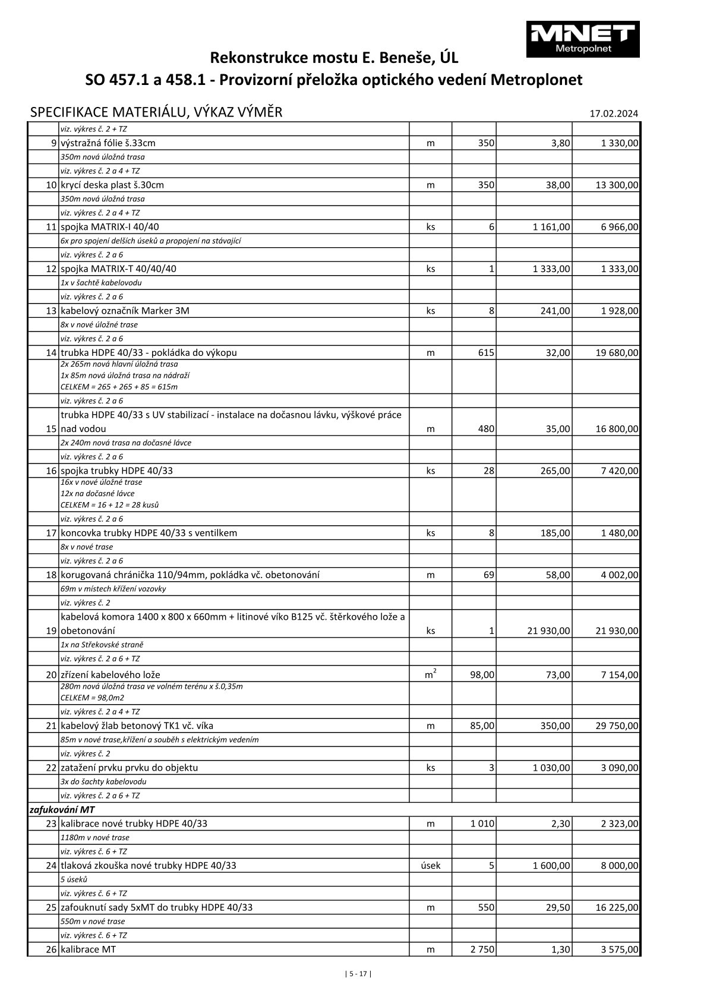 MNET
Metropolnet
Rekonstrukce mostu E. Beneše, ÚL
SO 457.1 a 458.1 - Provizorní přeložka optického vedení Metroplonet
SPECIFIKACE MATERIÁLU, VÝKAZ VÝMĚR 17.02.2024
viz. výkres č. 2 + TZ
9 výstražná fólie š.33cm m 350 3,80 1 330,00
350m nová úložná trasa
viz. výkres č. 2 a 4 + TZ
10 krycí deska plast š.30cm m 350 38,00 13 300,00
350m nová úložná trasa
viz. výkres č. 2 a 4 + TZ
11 spojka MATRIX-I 40/40 ks 6 1 161,00 6 966,00
6x pro spojení delších úseků a propojení na stávající
viz. výkres č. 2 a 6
12 spojka MATRIX-T 40/40/40 ks 1 1 333,00 1 333,00
1x v šachtě kabelovodu
viz. výkres č. 2 a 6
13 kabelový označník Marker 3M ks 8 241,00 1 928,00
8x v nové úložné trase
viz. výkres č. 2 a 6
14 trubka HDPE 40/33 - pokládka do výkopu m 615 32,00 19 680,00
2x 265m nová hlavní úložná trasa
1x 85m nová úložná trasa na nádraží
CELKEM = 265 + 265 + 85 = 615m
viz. výkres č. 2 a 6
trubka HDPE 40/33 s UV stabilizací - instalace na dočasnou lávku, výškové práce
15 nad vodou m 480 35,00 16 800,00
2x 240m nová trasa na dočasné lávce
viz. výkres č. 2 a 6
16 spojka trubky HDPE 40/33 ks 28 265,00 7 420,00
16x v nové úložné trase
12x na dočasné lávce
CELKEM = 16 + 12 = 28 kusů
viz. výkres č. 2 a 6
17 koncovka trubky HDPE 40/33 s ventilkem ks 8 185,00 1 480,00
8x v nové trase
viz. výkres č. 2 a 6
18 korugovaná chránička 110/94mm, pokládka vč. obetonování m 69 58,00 4 002,00
69m v místech křížení vozovky
viz. výkres č. 2
kabelová komora 1400 x 800 x 660mm + litinové víko B125 vč. štěrkového lože a
19 obetonování ks 1 21 930,00 21 930,00
1x na Střekovské straně
viz. výkres č. 2 a 6 + TZ
20 zřízení kabelového lože m² 98,00 73,00 7 154,00
280m nová úložná trasa ve volném terénu x š.0,35m
CELKEM = 98,0m2
viz. výkres č. 2 a 4 + TZ
21 kabelový žlab betonový TK1 vč. víka m 85,00 350,00 29 750,00
85m v nové trase,křížení a souběh s elektrickým vedením
viz. výkres č. 2
22 zatažení prvku prvku do objektu ks 3 1 030,00 3 090,00
3x do šachty kabelovodu
viz. výkres č. 2 a 6 + TZ
zafukování MT
23 kalibrace nové trubky HDPE 40/33 m 1 010 2,30 2 323,00
1180m v nové trase
viz. výkres č. 6 + TZ
24 tlaková zkouška nové trubky HDPE 40/33 úsek 5 1 600,00 8 000,00
5 úseků
viz. výkres č. 6 + TZ
25 zafouknutí sady 5xMT do trubky HDPE 40/33 m 550 29,50 16 225,00
550m v nové trase
viz. výkres č. 6 + TZ
26 kalibrace MT m 2 750 1,30 3 575,00
| 5 - 17 |